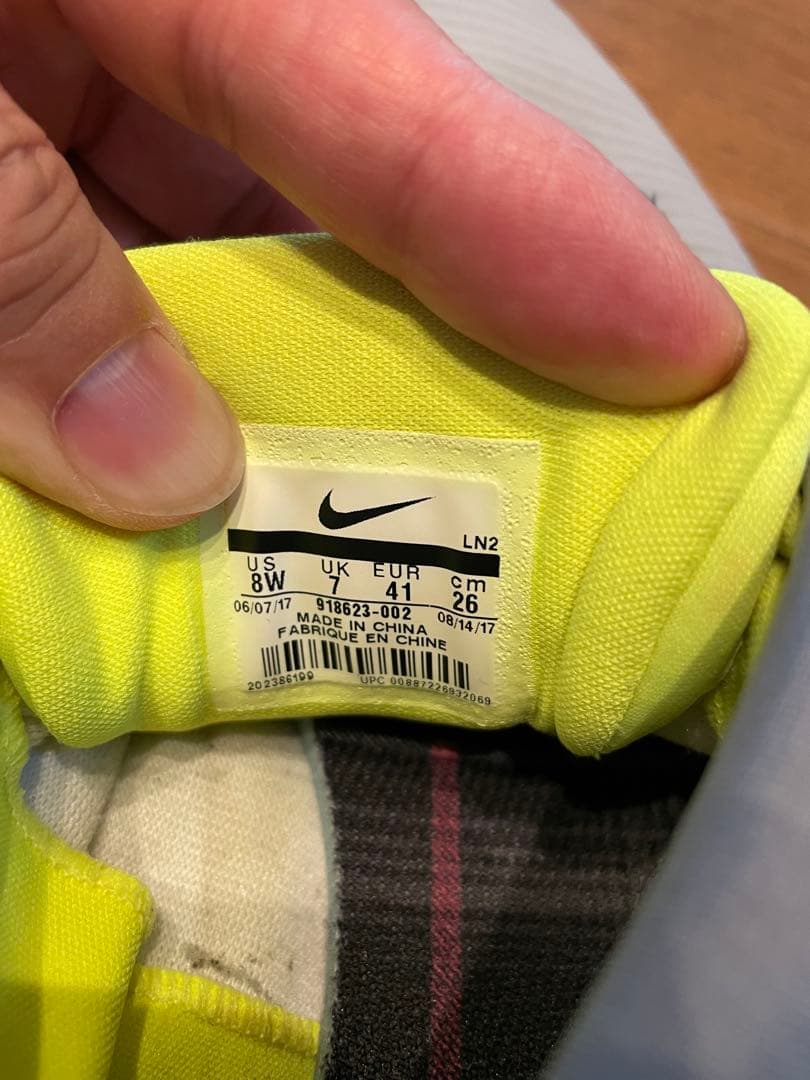 LN2
US UK EUR cm
8W 7 41 26
06/07/17 918623-002 08/14/17
MADE IN CHINA
FABRIQUE EN CHINE
202386199 UPC 00887226932069